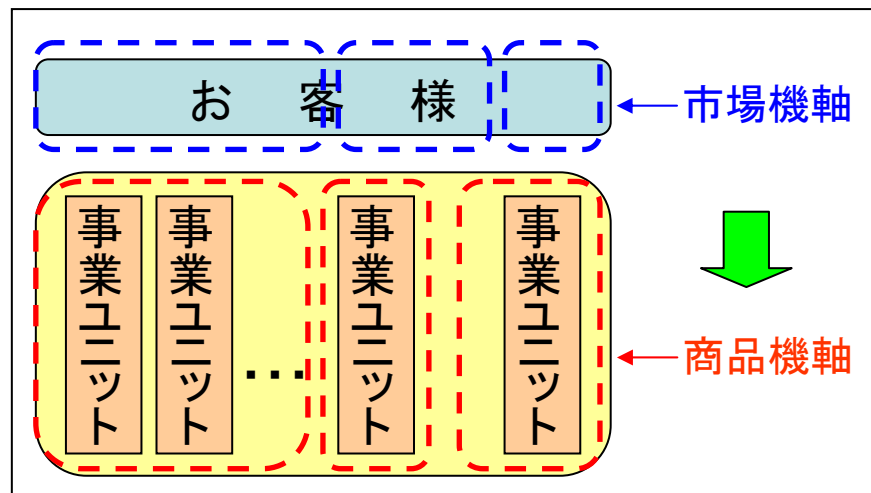 お客様
市場機軸
事業ユニット
事業ユニット
…
事業ユニット
事業ユニット
商品機軸